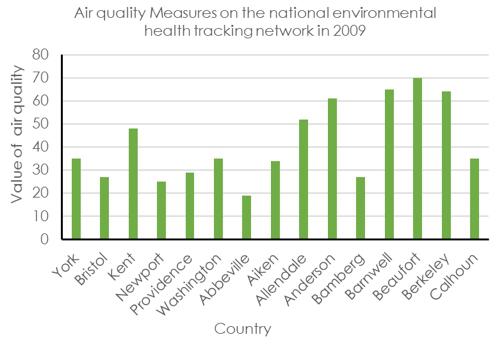 Air quality Measures on the national environmental
health tracking network in 2009
Value of air quality
80
70
60
50
40
30
20
10
0
York
Bristol
Kent
Newport
Providence
Washington
Abbeville
Aiken
Allendale
Anderson
Bamberg
Barnwell
Beaufort
Berkeley
Calhoun
Country